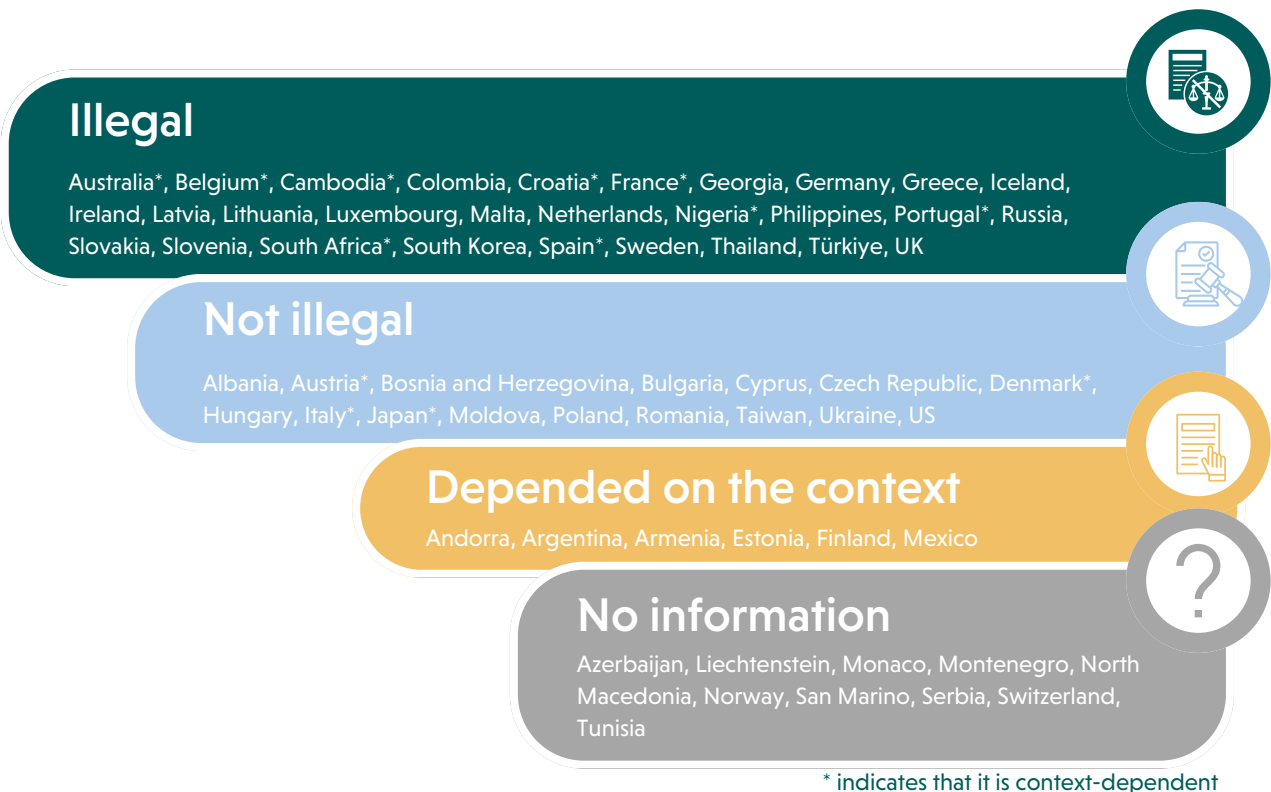 Illegal
Australia*, Belgium*, Cambodia*, Colombia, Croatia*, France*, Georgia, Germany, Greece, Iceland,
Ireland, Latvia, Lithuania, Luxembourg, Malta, Netherlands, Nigeria*, Philippines, Portugal*, Russia,
Slovakia, Slovenia, South Africa*, South Korea, Spain*, Sweden, Thailand, Türkiye, UK
Not illegal
Albania, Austria*, Bosnia and Herzegovina, Bulgaria, Cyprus, Czech Republic, Denmark*,
Hungary, Italy*, Japan*, Moldova, Poland, Romania, Taiwan, Ukraine, US
Depended on the context
Andorra, Argentina, Armenia, Estonia, Finland, Mexico
?
No information
Azerbaijan, Liechtenstein, Monaco, Montenegro, North
Macedonia, Norway, San Marino, Serbia, Switzerland,
Tunisia
* indicates that it is context-dependent